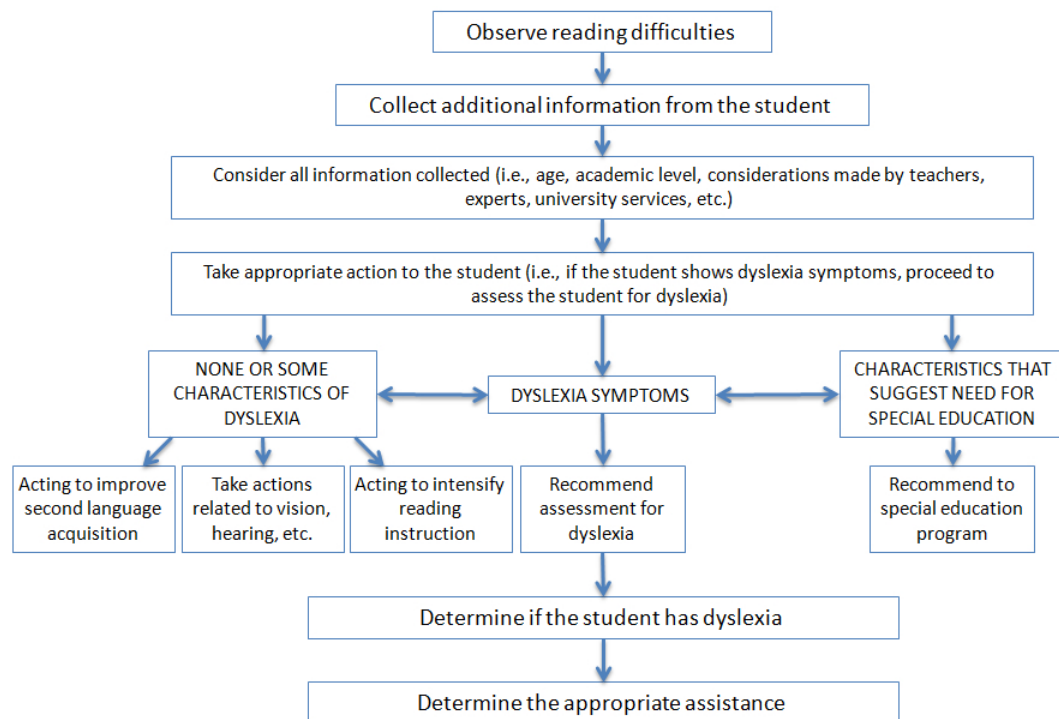 Observe reading difficulties
Collect additional information from the student
Consider all information collected (i.e., age, academic level, considerations made by teachers,
experts, university services, etc.)
Take appropriate action to the student (i.e., if the student shows dyslexia symptoms, proceed to
assess the student for dyslexia)
NONE OR SOME
CHARACTERISTICS OF
DYSLEXIA
DYSLEXIA SYMPTOMS
CHARACTERISTICS THAT
SUGGEST NEED FOR
SPECIAL EDUCATION
Acting to improve
second language
acquisition
Take actions
related to vision,
hearing, etc.
Acting to intensify
reading
instruction
Recommend
assessment for
dyslexia
Recommend to
special education
program
Determine if the student has dyslexia
Determine the appropriate assistance